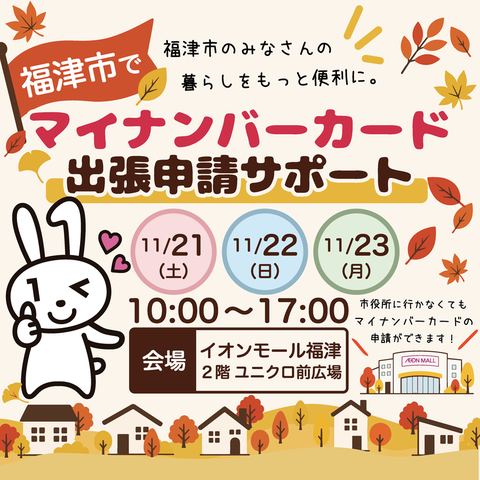 福津市で
福津市のみなさんの
暮らしをもっと便利に。
マイナンバーカード
出張申請サポート
11/21
(土)
11/22
(日)
11/23
(月)
10:00～17:00
会場
イオンモール福津
2階 ユニクロ前広場
市役所に行かなくても
マイナンバーカードの
申請ができます！
ÆON MALL